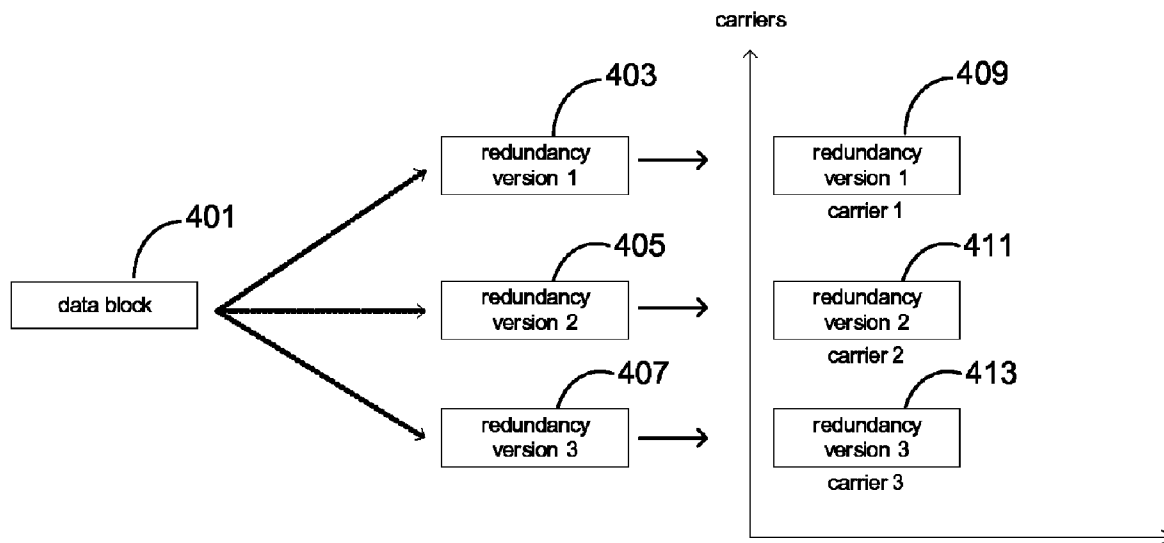 carriers
403
409
redundancy
version 1
redundancy
version 1
carrier 1
401
data block
405
411
redundancy
version 2
redundancy
version 2
carrier 2
407
413
redundancy
version 3
redundancy
version 3
carrier 3